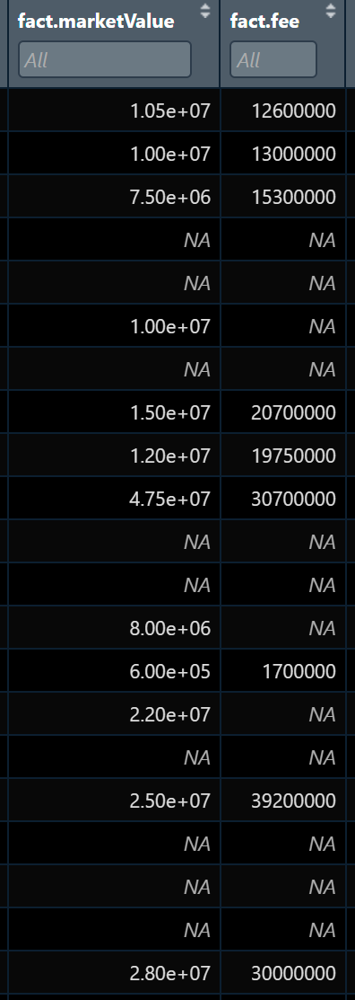 fact.marketValue fact.fee
All All
1.05e+07 12600000
1.00e+07 13000000
7.50e+06 15300000
NA NA
NA NA
1.00e+07 NA
NA NA
1.50e+07 20700000
1.20e+07 19750000
4.75e+07 30700000
NA NA
NA NA
8.00e+06 NA
6.00e+05 1700000
2.20e+07 NA
NA NA
2.50e+07 39200000
NA NA
NA NA
NA NA
2.80e+07 30000000